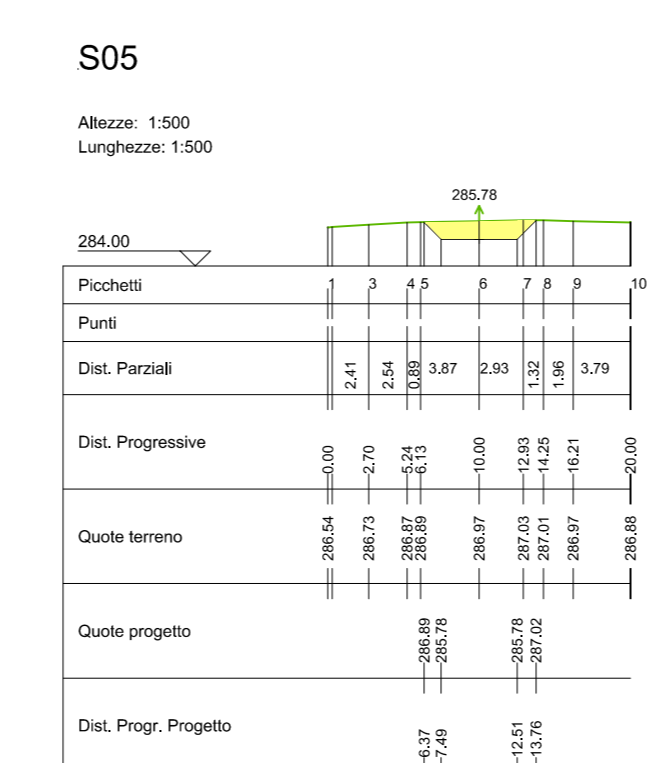 S05
Altezze: 1:500
Lunghezze: 1:500
285.78
284.00
Picchetti 1 3 4 5 6 7 8 9 10
Punti
Dist. Parziali 2.41 2.54 0.89 3.87 2.93 1.32 1.96 3.79
Dist. Progressive 0.00 2.70 5.24 6.13 10.00 12.93 14.25 16.21 20.00
Quote terreno 286.54 286.73 286.87 286.89 286.97 287.03 287.01 286.97 286.88
Quote progetto 286.89 285.78 285.78 287.02
Dist. Progr. Progetto 6.37 7.49 12.51 13.76